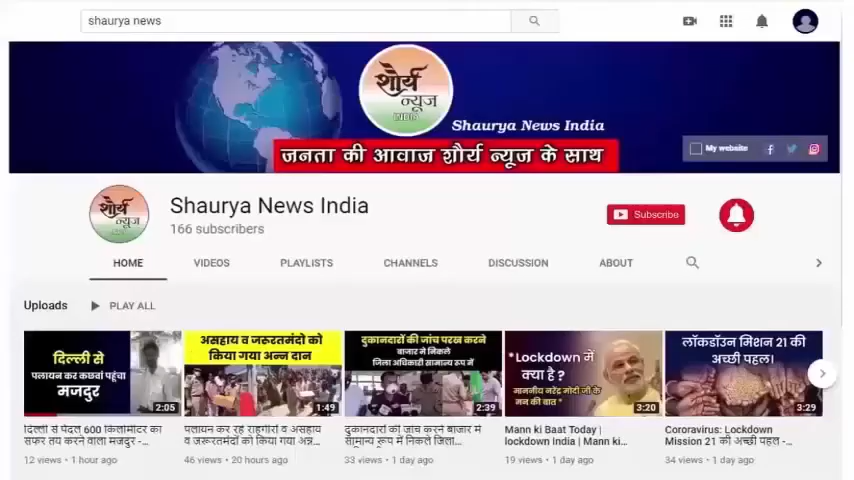 shaurya news
शौर्य
न्यूज
INDIA
Shaurya News India
जनता की आवाज शौर्य न्यूज के साथ
My website
शौर्य
न्यूज
Shaurya News India
166 subscribers
Subscribe
HOME VIDEOS PLAYLISTS CHANNELS DISCUSSION ABOUT
Uploads PLAY ALL
दिल्ली से
पलायन कर कछवां पहुंचा
मजदुर
2:05
असहाय व जरूरतमंदो को
किया गया अन्न दान
1:49
दुकानदारों की जांच परख करने
बाजार मे निकले
जिला अधिकारी सामान्य रूप में
2:39
"Lockdown में
क्या है ?
माननीय नरेंद्र मोदी जी के
मन की बात "
3:20
लॉकडॉउन मिशन 21 की
अच्छी पहल।
3:29
दिल्ली से पैदल 600 किलोमीटर का
सफर तय करने वाला मजदुर -...
12 views • 1 hour ago
पलायन कर रहे राहगीरों व असहाय
व जरूरतमंदों को किया गया अन्न...
46 views • 20 hours ago
दुकानदारों की जांच करने बाजार में
सामान्य रूप में निकले जिला...
33 views • 1 day ago
Mann ki Baat Today |
lockdown India | Mann ki...
19 views • 1 day ago
Cororavirus: Lockdown
Mission 21 की अच्छी पहल -...
34 views • 1 day ago